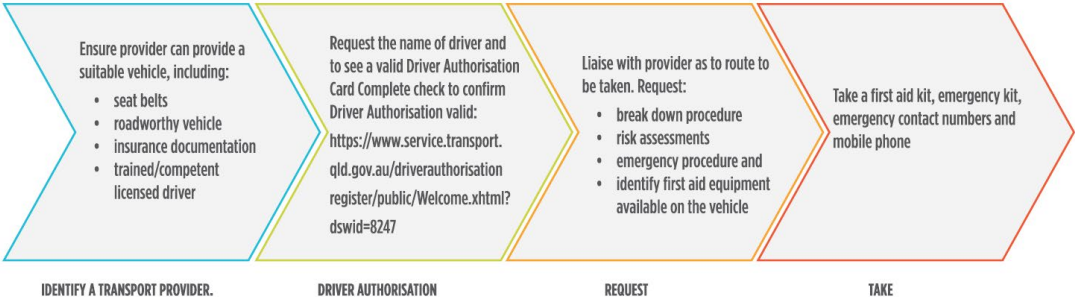 Ensure provider can provide a
suitable vehicle, including:
• seat belts
• roadworthy vehicle
• insurance documentation
• trained/competent
licensed driver
Request the name of driver and
to see a valid Driver Authorisation
Card Complete check to confirm
Driver Authorisation valid:
https://www.service.transport.
qld.gov.au/driverauthorisation
register/public/Welcome.xhtml?
dswid=8247
Liaise with provider as to route to
be taken. Request:
• break down procedure
• risk assessments
• emergency procedure and
• identify first aid equipment
available on the vehicle
Take a first aid kit, emergency kit,
emergency contact numbers and
mobile phone
IDENTIFY A TRANSPORT PROVIDER.
DRIVER AUTHORISATION
REQUEST
TAKE